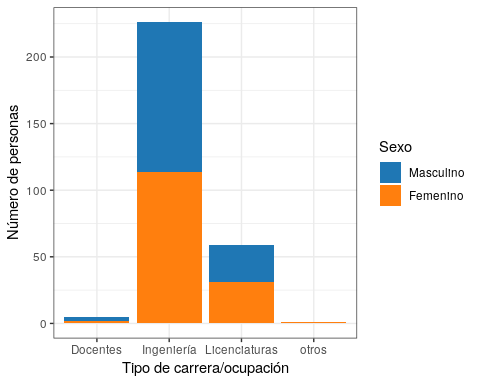 Número de personas
200
150
100
50
0
Docentes Ingeniería Licenciaturas otros
Tipo de carrera/ocupación
Sexo
Masculino
Femenino